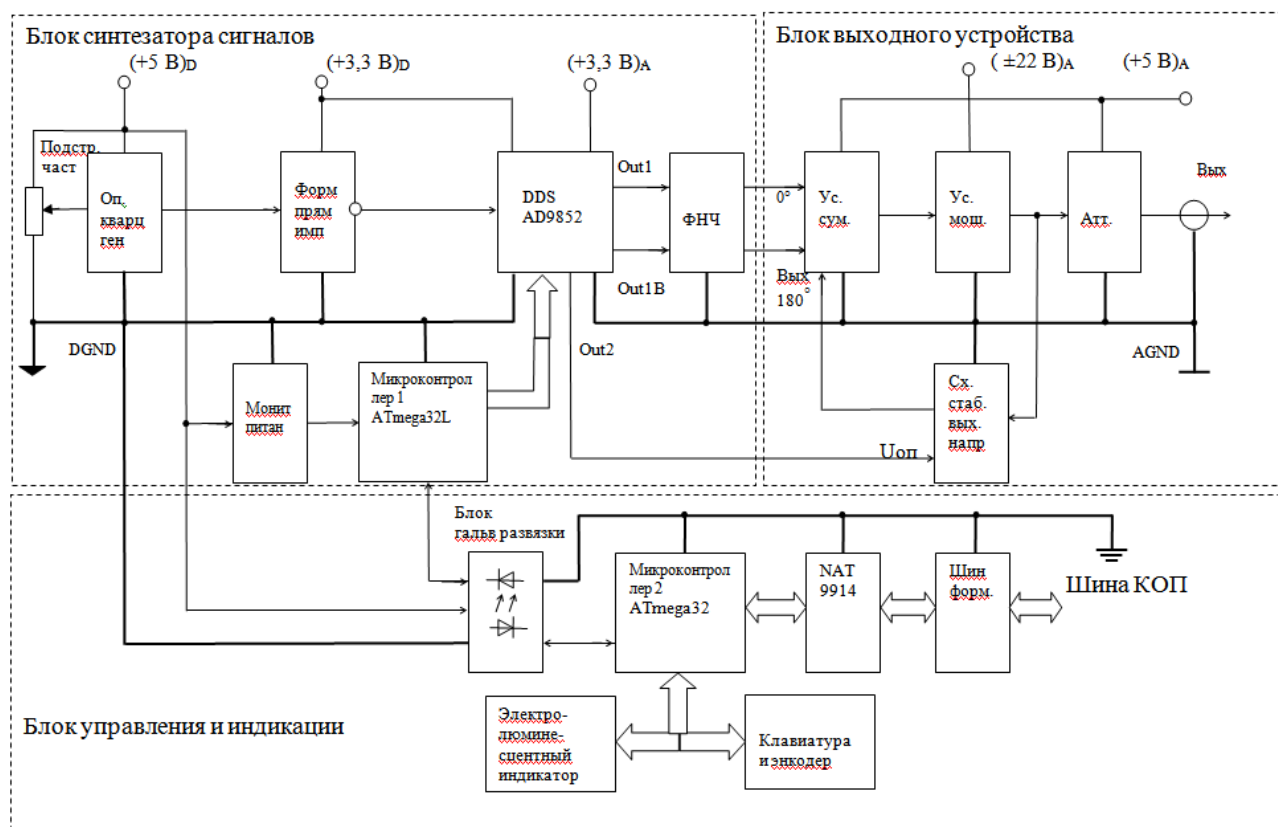 Блок синтезатора сигналов
Блок выходного устройства
(+5 В)D
(+3,3 В)D
(+3,3 В)A
( ±22 В)A
(+5 В)A
Подстр.
част
Оп.
кварц
ген
Форм
прям
имп
DDS
AD9852
Out1
Out1B
ФНЧ
0°
Вых
180°
Ус.
сум.
Ус.
мощ.
Атт.
Вых
DGND
Out2
AGND
Монит
питан
Микроконтрол
лер 1
ATmega32L
Сх.
стаб.
вых.
напр
Uоп
Блок
гальв развязки
Микроконтрол
лер 2
ATmega32
NAT
9914
Шин
форм.
Шина КОП
Блок управления и индикации
Электро-
люмине-
сцентный
индикатор
Клавиатура
и энкодер